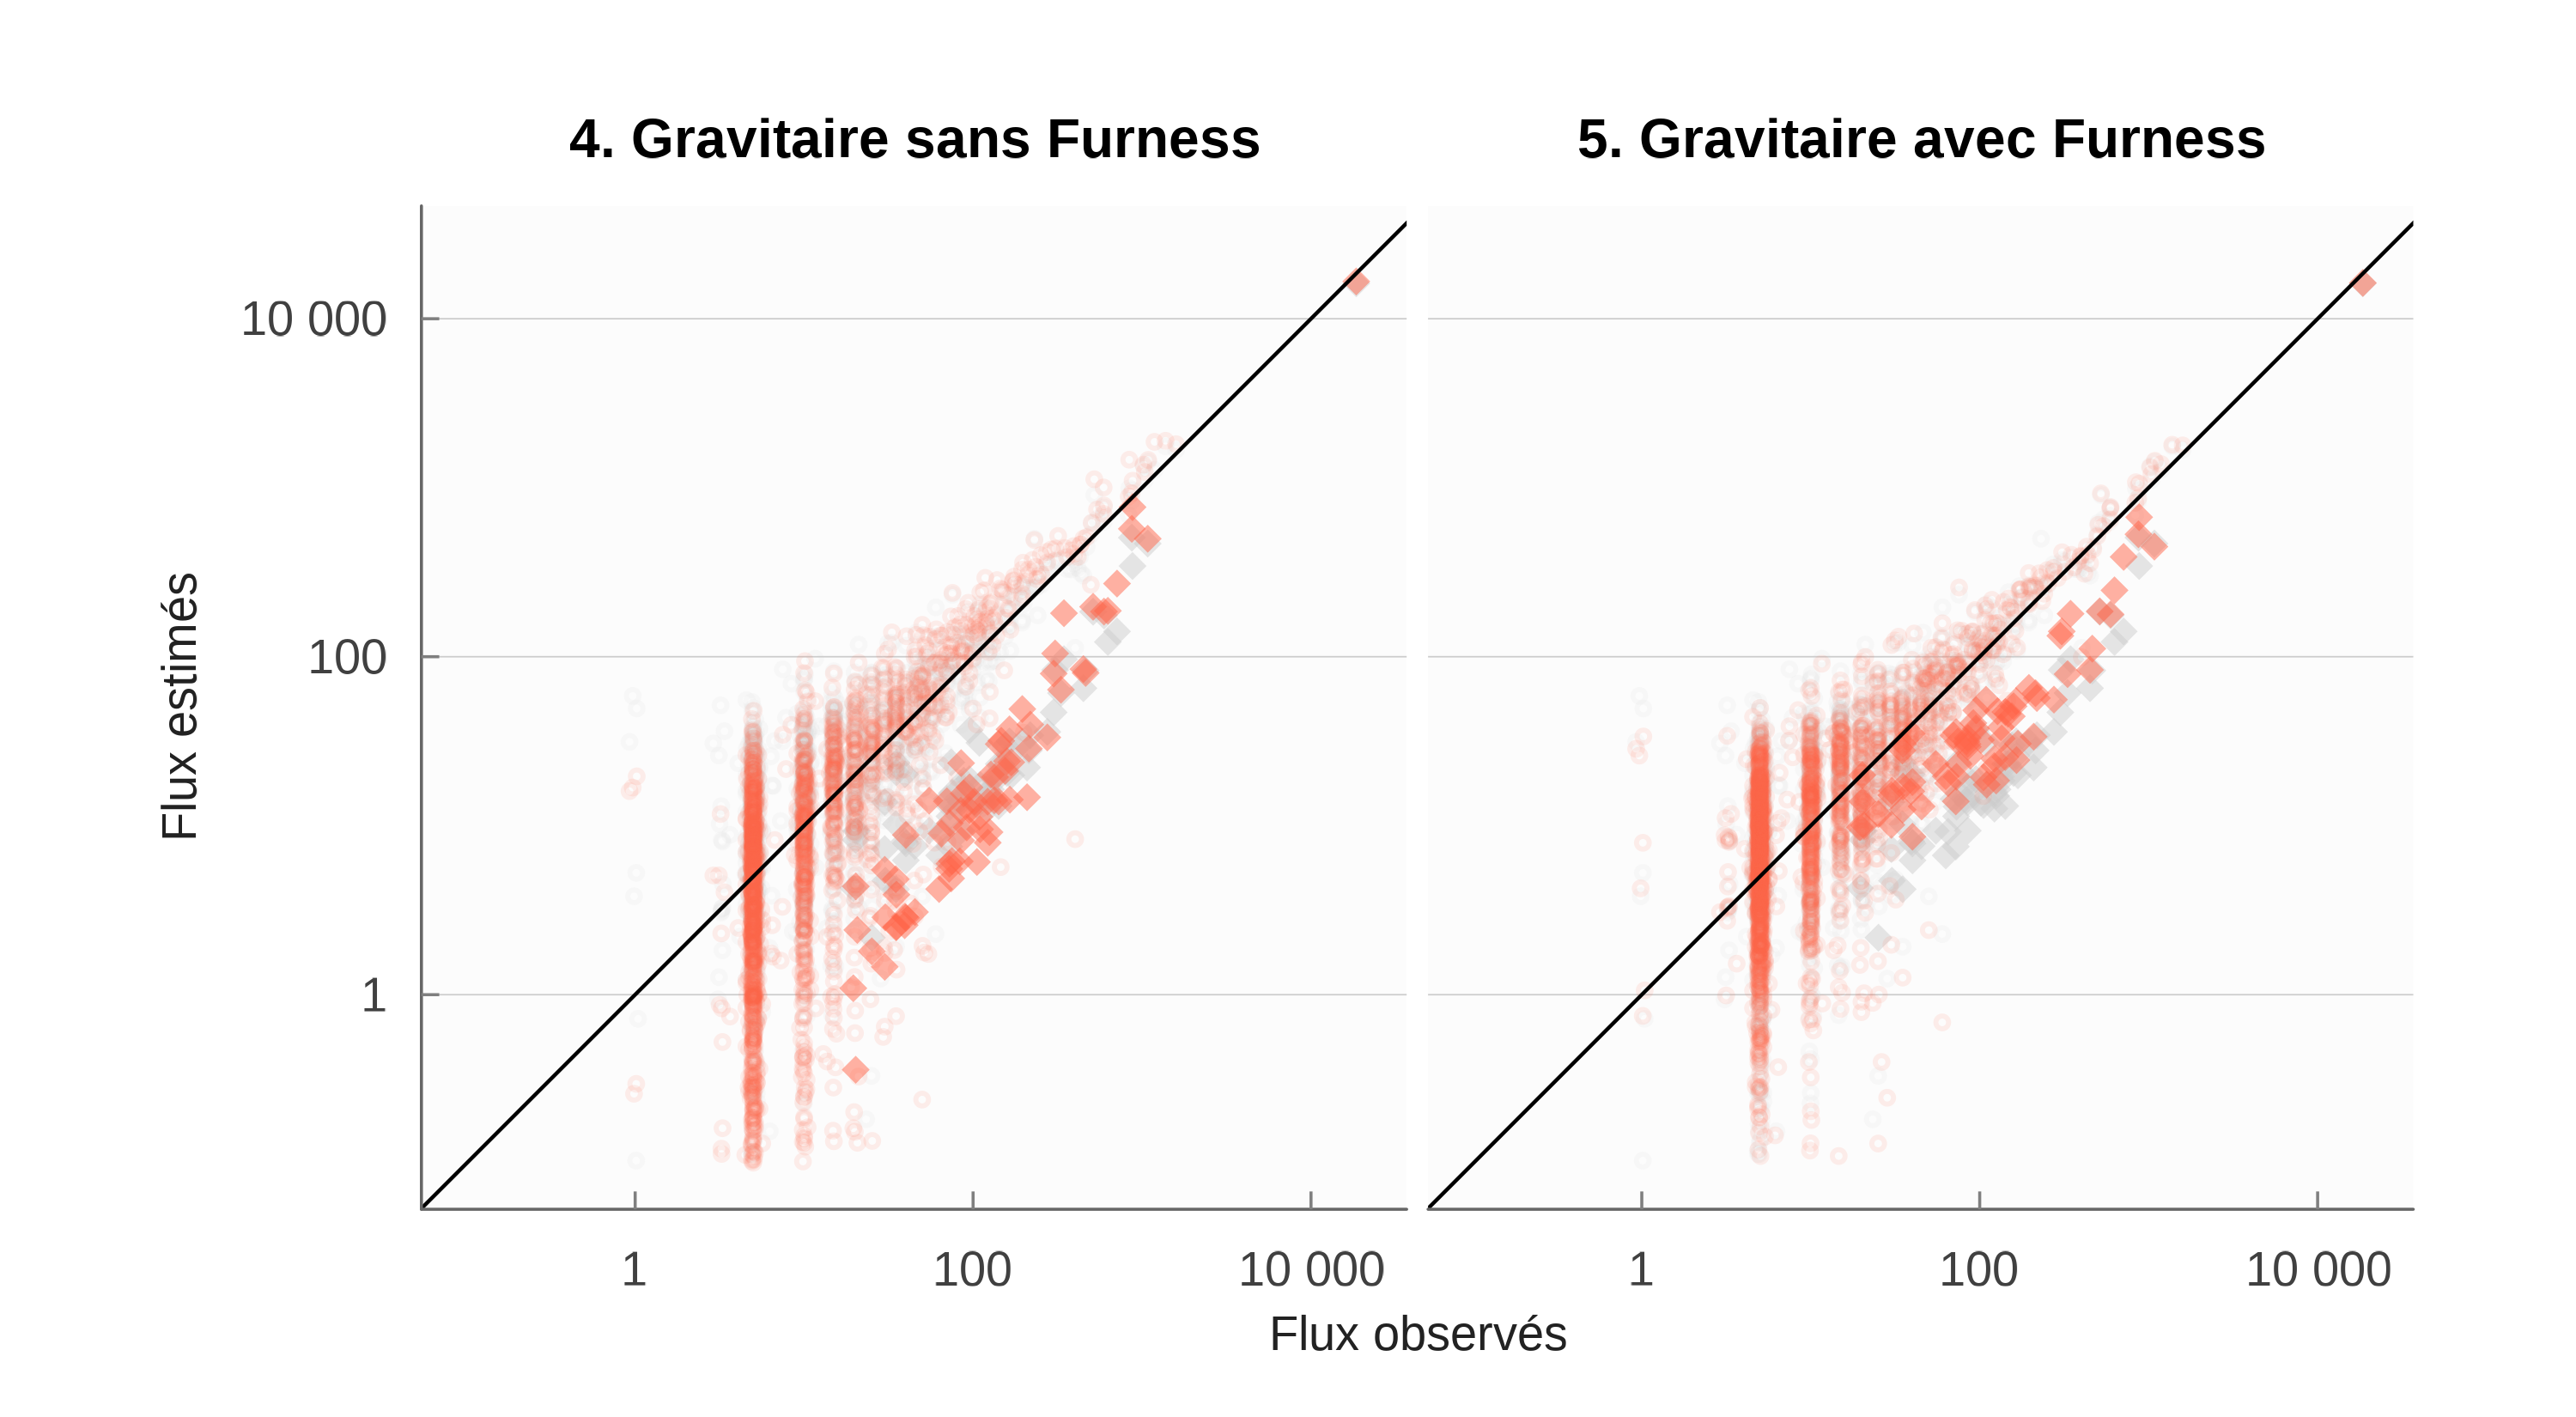 4. Gravitaire sans Furness
5. Gravitaire avec Furness
10 000
100
1
Flux estimés
1
100
10 000
1
100
10 000
Flux observés